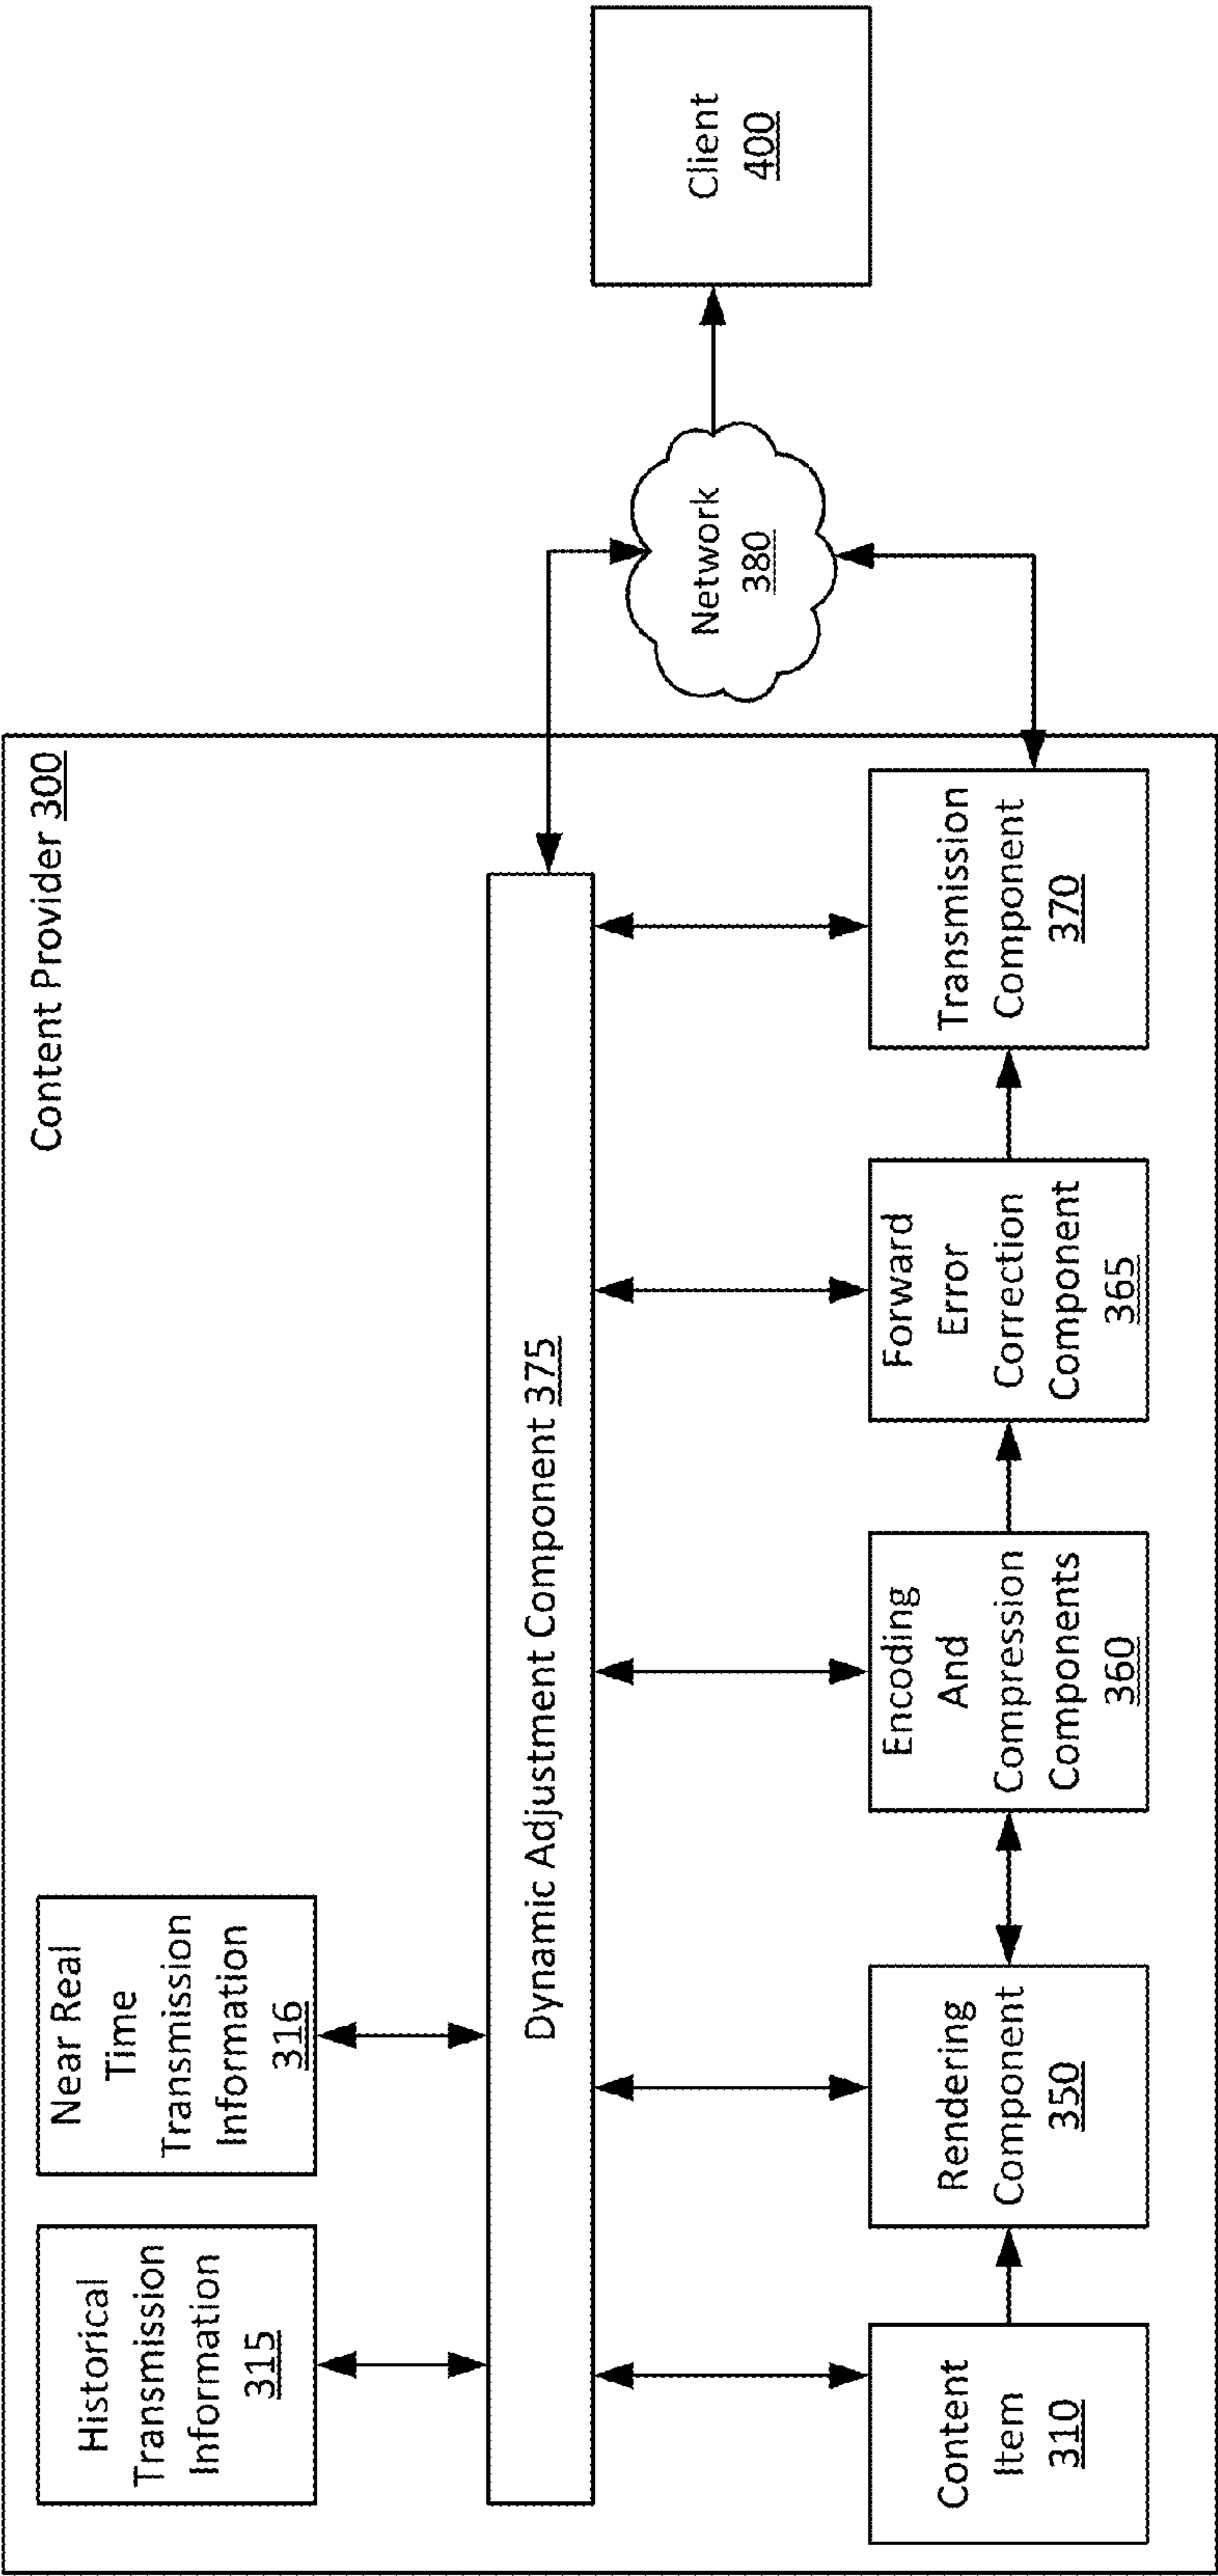 Content Provider 300
Historical
Transmission
Information
315
Near Real
Time
Transmission
Information
316
Dynamic Adjustment Component 375
Content
Item
310
Rendering
Component
350
Encoding
And
Compression
Components
360
Forward
Error
Correction
Component
365
Transmission
Component
370
Network
380
Client
400